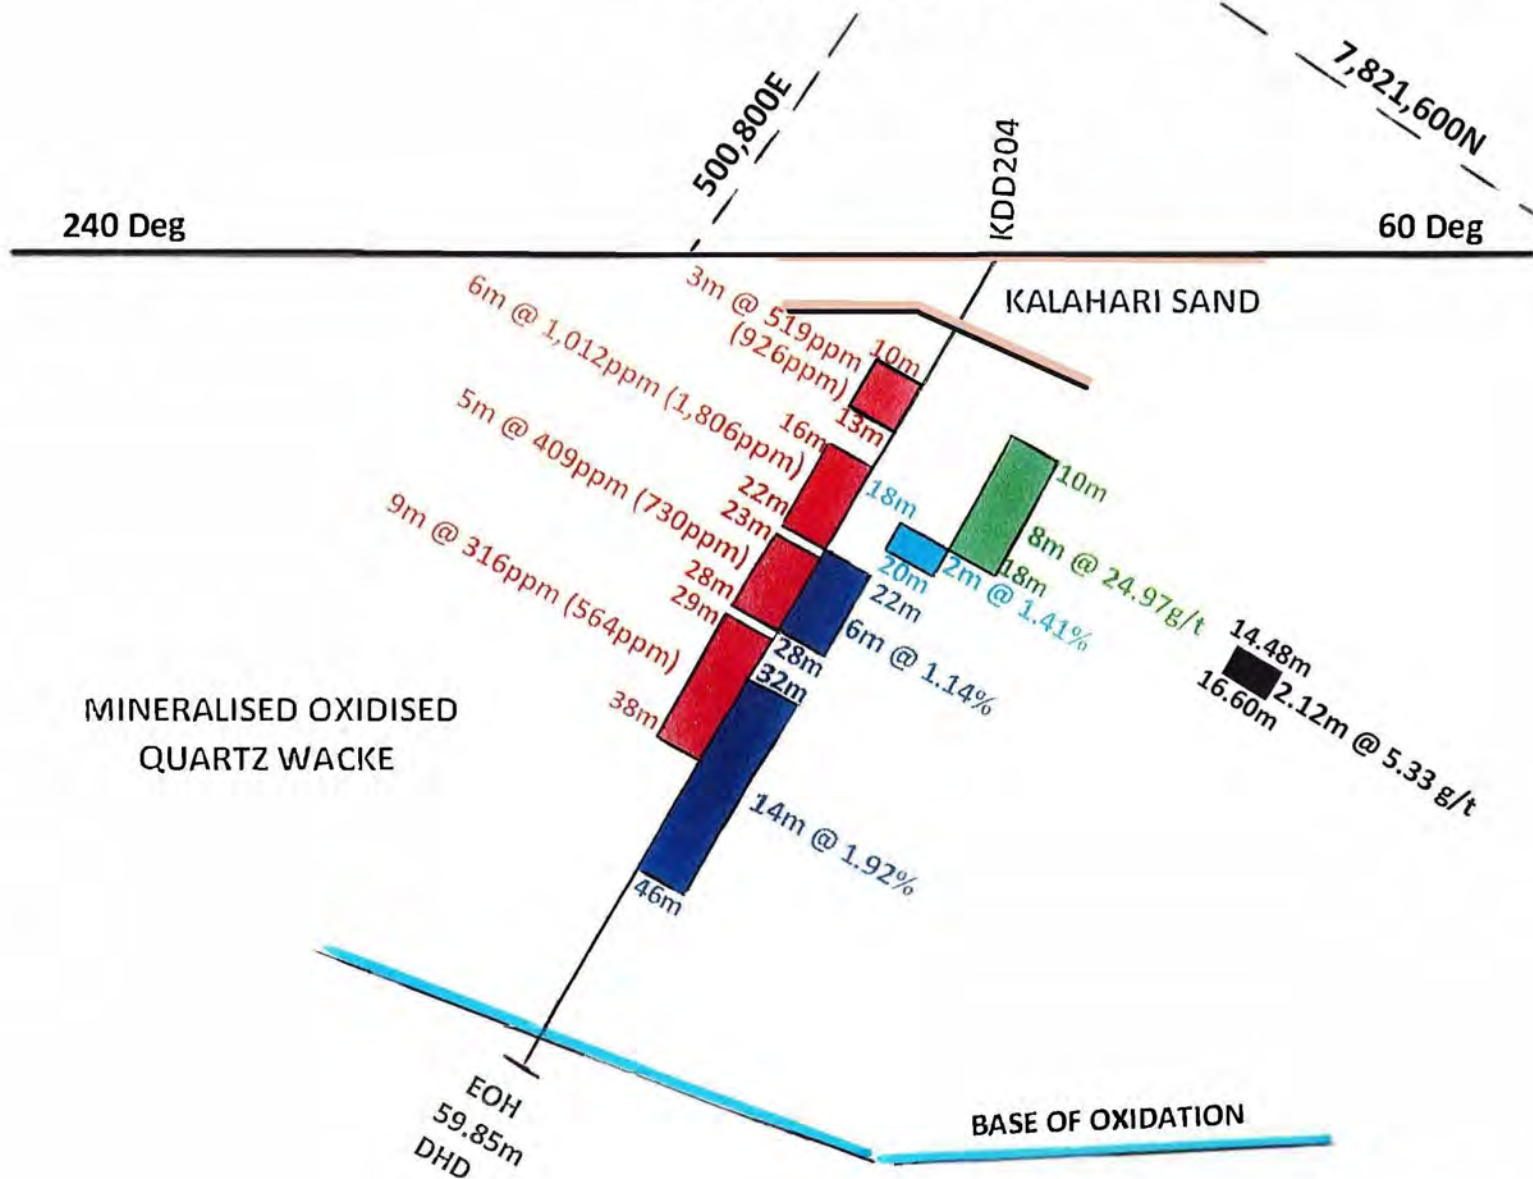 500,800E
7,821,600N
KDD204
240 Deg
60 Deg
KALAHARI SAND
3m @ 519ppm
(926ppm)
10m
13m
6m @ 1,012ppm (1,806ppm)
16m
22m
5m @ 409ppm (730ppm)
23m
28m
9m @ 316ppm (564ppm)
29m
38m
18m
20m
2m @ 1.41%
10m
8m @ 24.97g/t
18m
22m
6m @ 1.14%
28m
32m
14m @ 1.92%
46m
14.48m
2.12m @ 5.33 g/t
16.60m
MINERALISED OXIDISED
QUARTZ WACKE
EOH
59.85m
DHD
BASE OF OXIDATION